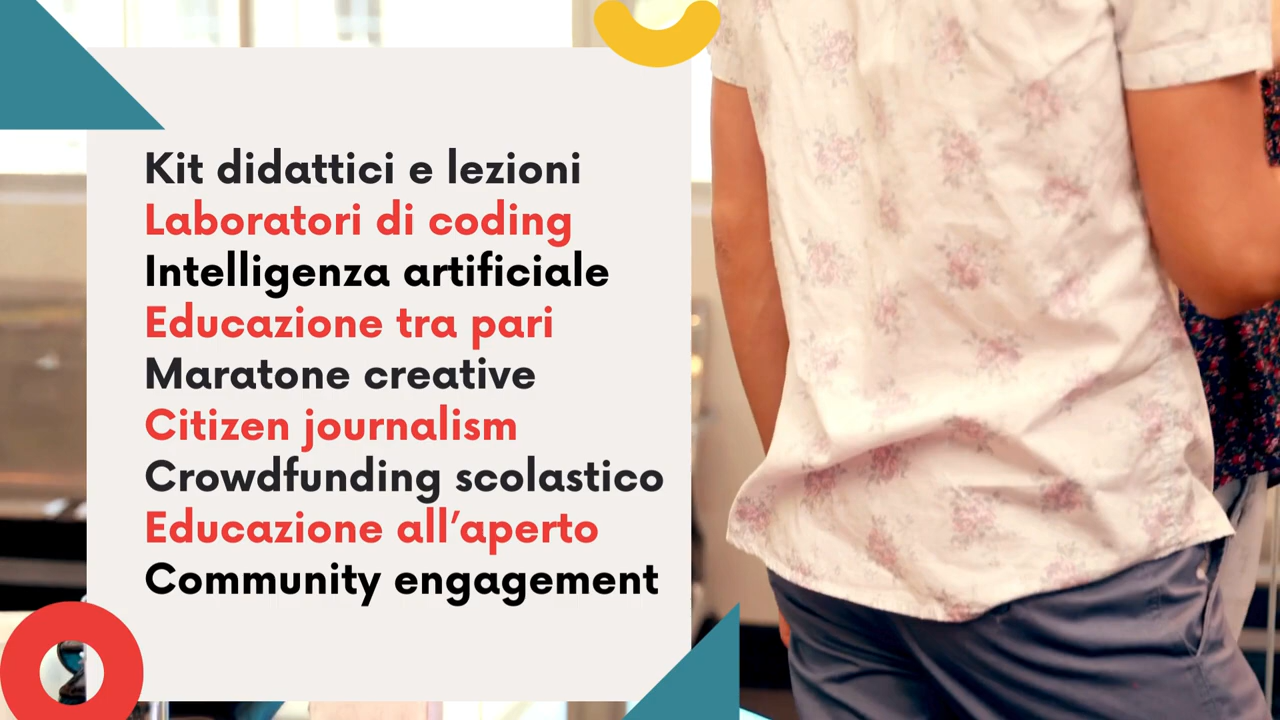 Kit didattici e lezioni
Laboratori di coding
Intelligenza artificiale
Educazione tra pari
Maratone creative
Citizen journalism
Crowdfunding scolastico
Educazione all’aperto
Community engagement